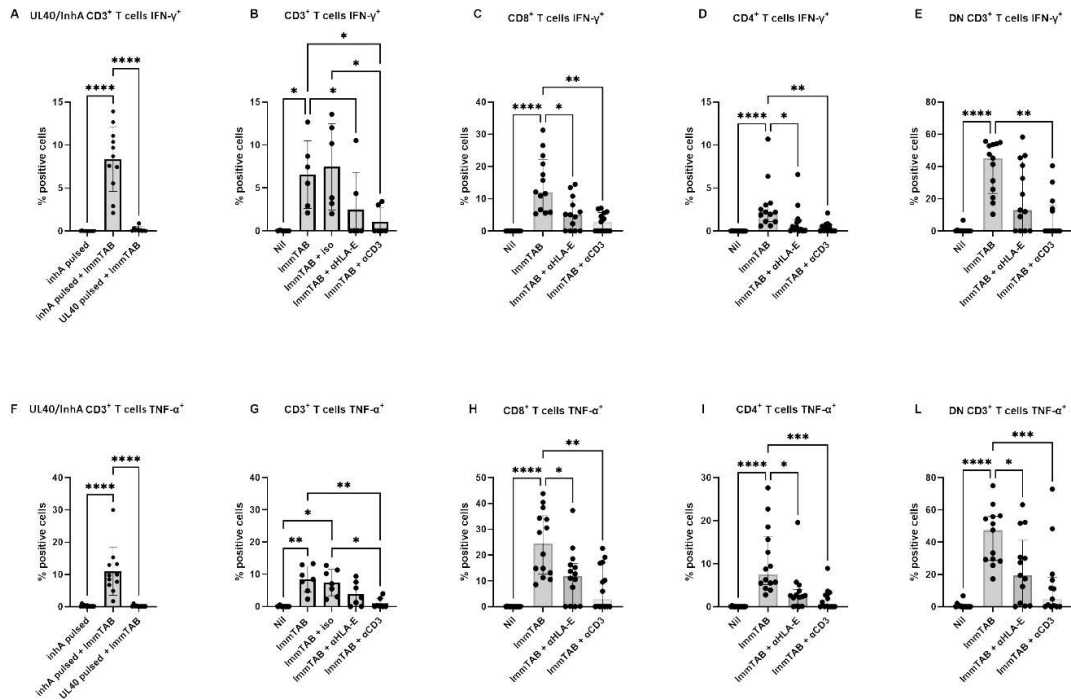 A UL40/InhA CD3⁺ T cells IFN-γ⁺
**** ****
% positive cells
15
10
5
0
inhA pulsed
inhA pulsed + ImmTAB
UL40 pulsed + ImmTAB
B CD3⁺ T cells IFN-γ⁺
*
*
* *
% positive cells
15
10
5
0
Nil
ImmTAB
ImmTAB + Iso
ImmTAB + αHLA-E
ImmTAB + αCD3
C CD8⁺ T cells IFN-γ⁺
**
**** *
% positive cells
40
30
20
10
0
Nil
ImmTAB
ImmTAB + αHLA-E
ImmTAB + αCD3
D CD4⁺ T cells IFN-γ⁺
**
**** *
% positive cells
15
10
5
0
Nil
ImmTAB
ImmTAB + αHLA-E
ImmTAB + αCD3
E DN CD3⁺ T cells IFN-γ⁺
**** **
% positive cells
80
60
40
20
0
Nil
ImmTAB
ImmTAB + αHLA-E
ImmTAB + αCD3
F UL40/InhA CD3⁺ T cells TNF-α⁺
****
****
% positive cells
40
30
20
10
0
inhA pulsed
inhA pulsed + ImmTAB
UL40 pulsed + ImmTAB
G CD3⁺ T cells TNF-α⁺
**
*
** *
% positive cells
40
30
20
10
0
Nil
ImmTAB
ImmTAB + Iso
ImmTAB + αHLA-E
ImmTAB + αCD3
H CD8⁺ T cells TNF-α⁺
**
**** *
% positive cells
50
40
30
20
10
0
Nil
ImmTAB
ImmTAB + αHLA-E
ImmTAB + αCD3
I CD4⁺ T cells TNF-α⁺
***
**** *
% positive cells
30
20
10
0
Nil
ImmTAB
ImmTAB + αHLA-E
ImmTAB + αCD3
L DN CD3⁺ T cells TNF-α⁺
***
**** *
% positive cells
80
60
40
20
0
Nil
ImmTAB
ImmTAB + αHLA-E
ImmTAB + αCD3